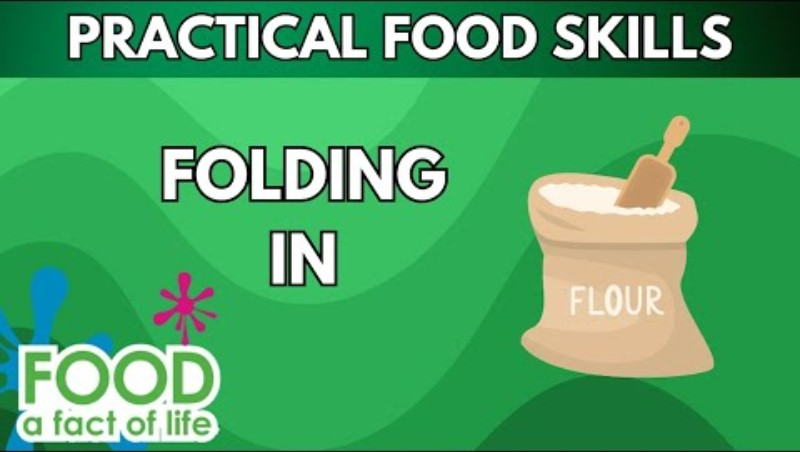 PRACTICAL FOOD SKILLS
FOLDING
IN
FLOUR
FOOD
a fact of life